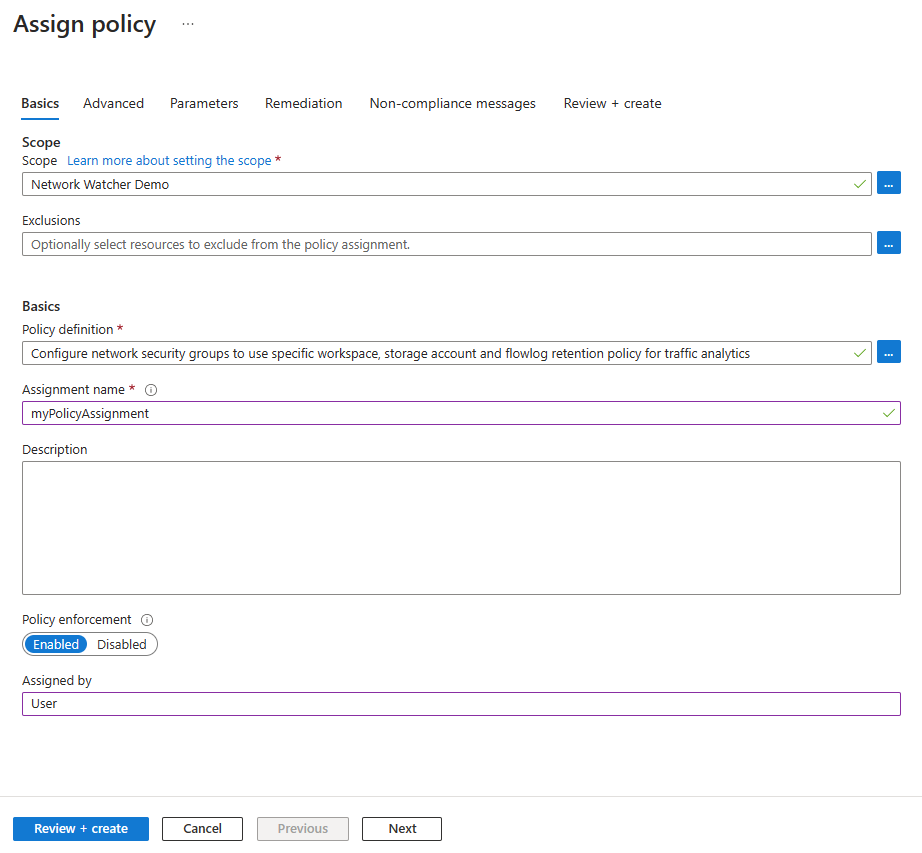 Assign policy ...
Basics Advanced Parameters Remediation Non-compliance messages Review + create
Scope
Scope Learn more about setting the scope *
Network Watcher Demo ...
Exclusions
Optionally select resources to exclude from the policy assignment. ...
Basics
Policy definition *
Configure network security groups to use specific workspace, storage account and flowlog retention policy for traffic analytics ...
Assignment name *
myPolicyAssignment
Description
Policy enforcement
Enabled Disabled
Assigned by
User
Review + create Cancel Previous Next